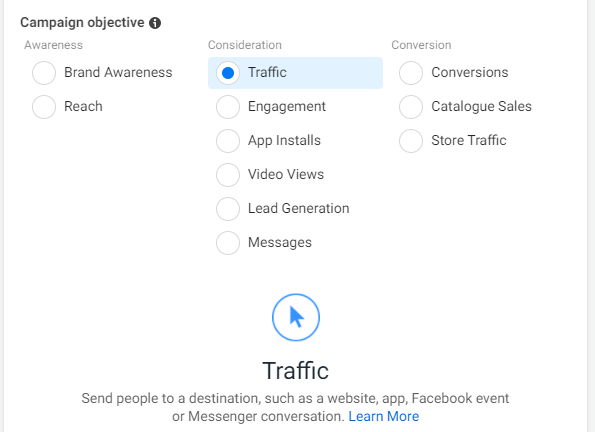 Campaign objective
Awareness
Brand Awareness
Reach
Consideration
Traffic
Engagement
App Installs
Video Views
Lead Generation
Messages
Conversion
Conversions
Catalogue Sales
Store Traffic
Traffic
Send people to a destination, such as a website, app, Facebook event
or Messenger conversation. Learn More